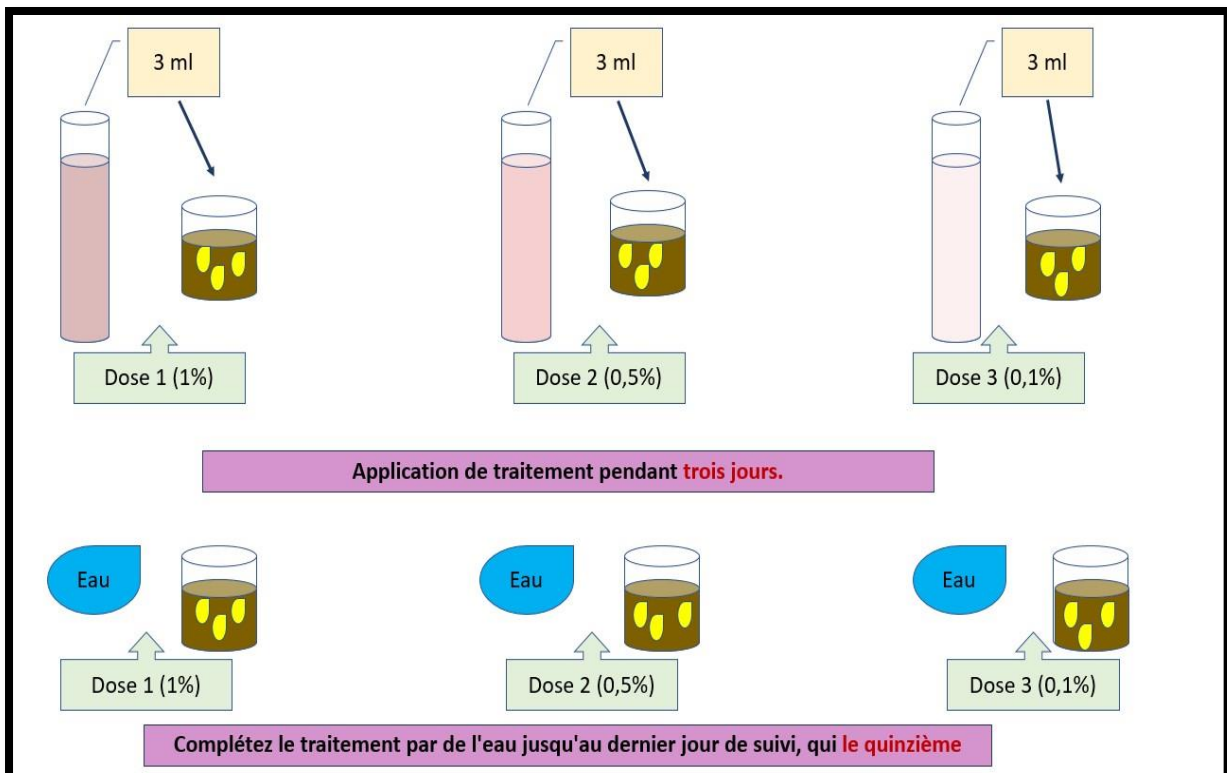 3 ml
3 ml
3 ml
Dose 1 (1%)
Dose 2 (0,5%)
Dose 3 (0,1%)
Application de traitement pendant trois jours.
Eau
Eau
Eau
Dose 1 (1%)
Dose 2 (0,5%)
Dose 3 (0,1%)
Complétez le traitement par de l'eau jusqu'au dernier jour de suivi, qui le quinzième